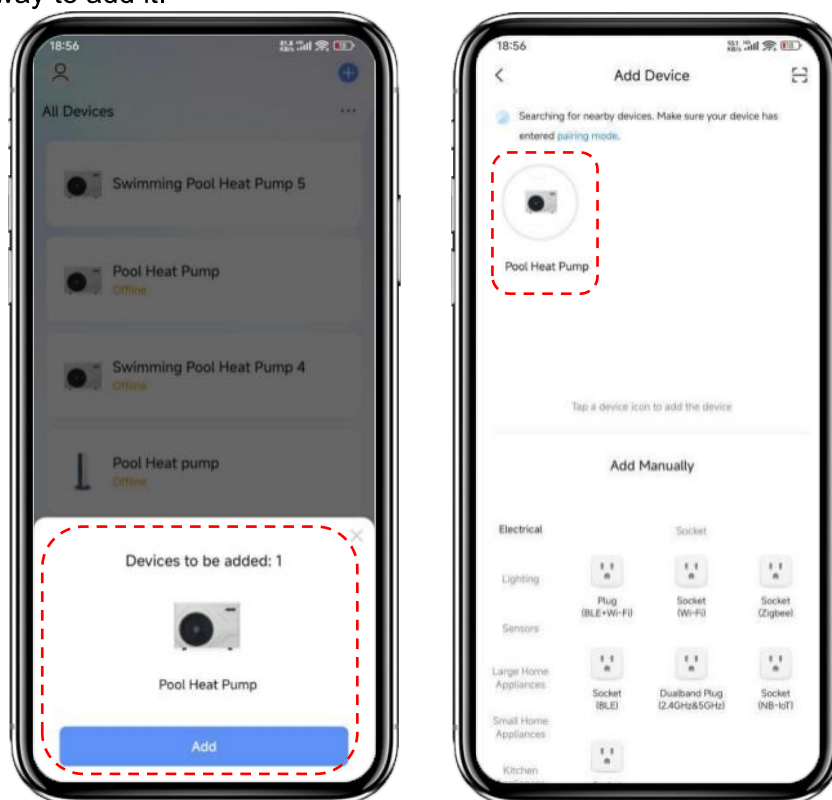 way to add it.
18:56
All Devices
Swimming Pool Heat Pump 5
Pool Heat Pump
Offline
Swimming Pool Heat Pump 4
Offline
Pool Heat pump
Offline
Devices to be added: 1
Pool Heat Pump
Add
18:56
Add Device
Searching for nearby devices. Make sure your device has
entered pairing mode.
Pool Heat Pump
Tap a device icon to add the device
Add Manually
Electrical
Socket
Lighting
Plug
(BLE+Wi-Fi)
Socket
(Wi-Fi)
Socket
(Zigbee)
Sensors
Large Home
Appliances
Socket
(BLE)
Dualband Plug
(2.4GHz&5GHz)
Socket
(NB-IoT)
Small Home
Appliances
Kitchen